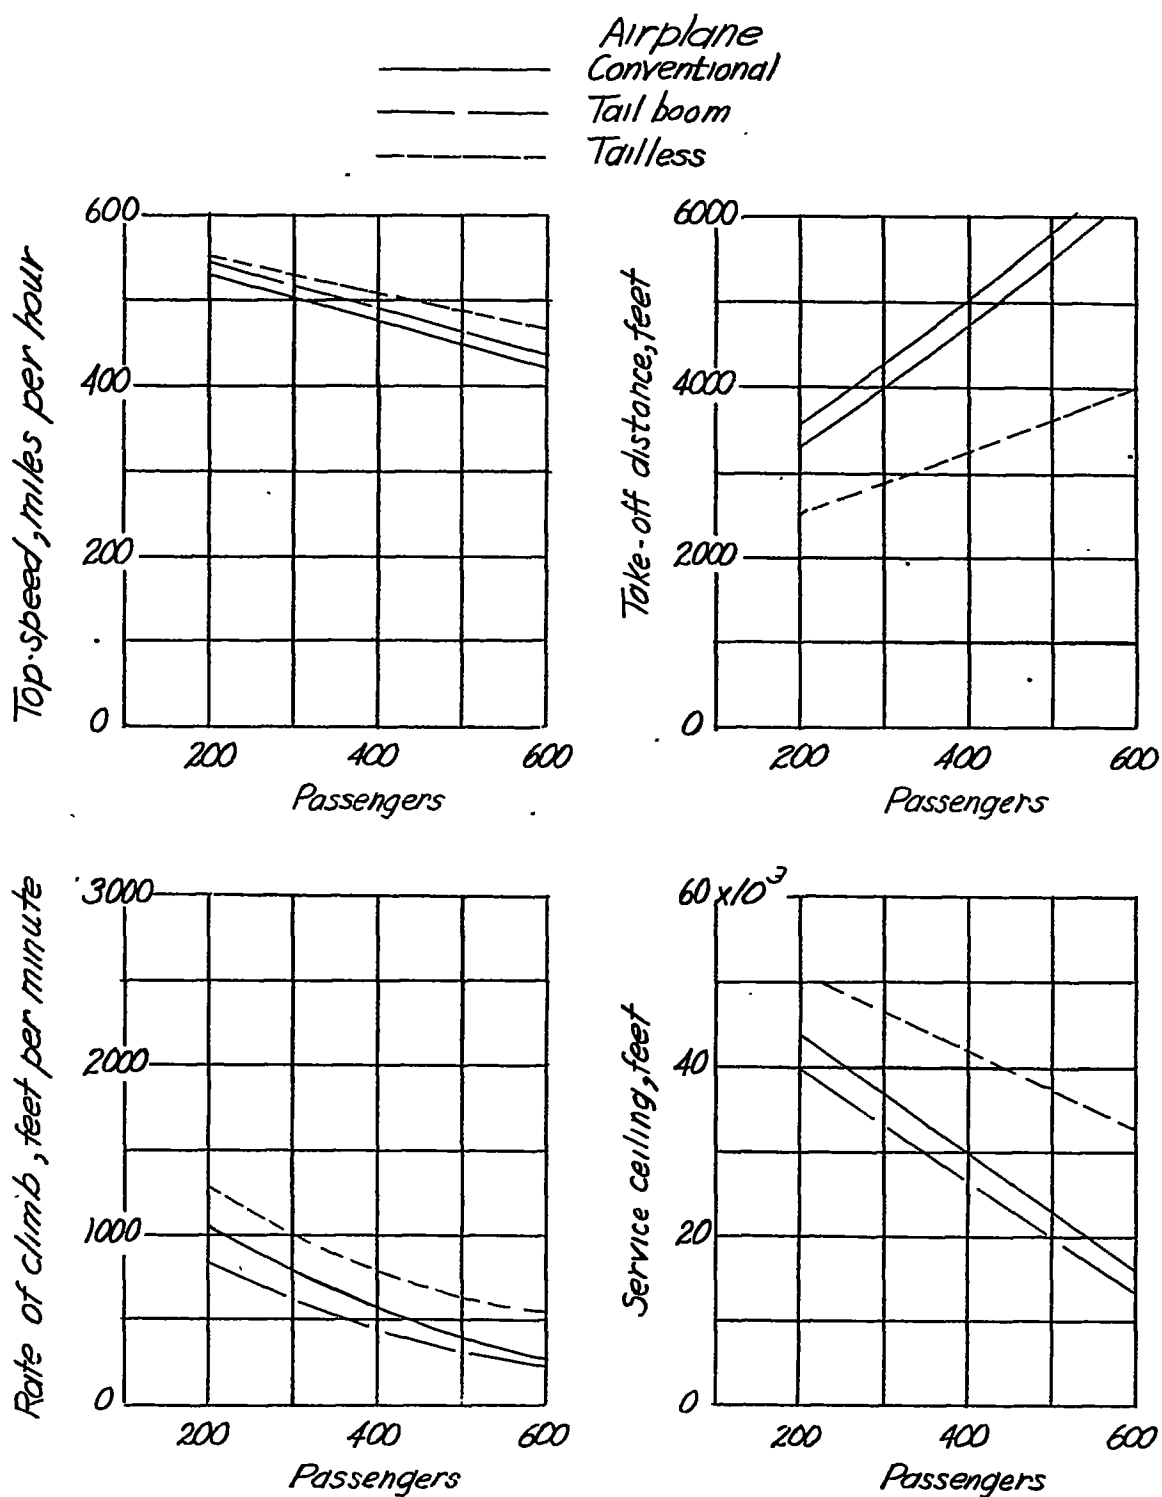 Airplane
Conventional
Tail boom
Tailless
600
400
200
0
Top-speed, miles per hour
200 400 600
Passengers
6000
4000
2000
0
Take-off distance, feet
200 400 600
Passengers
3000
2000
1000
0
Rate of climb, feet per minute
200 400 600
Passengers
60x10³
40
20
0
Service ceiling, feet
200 400 600
Passengers